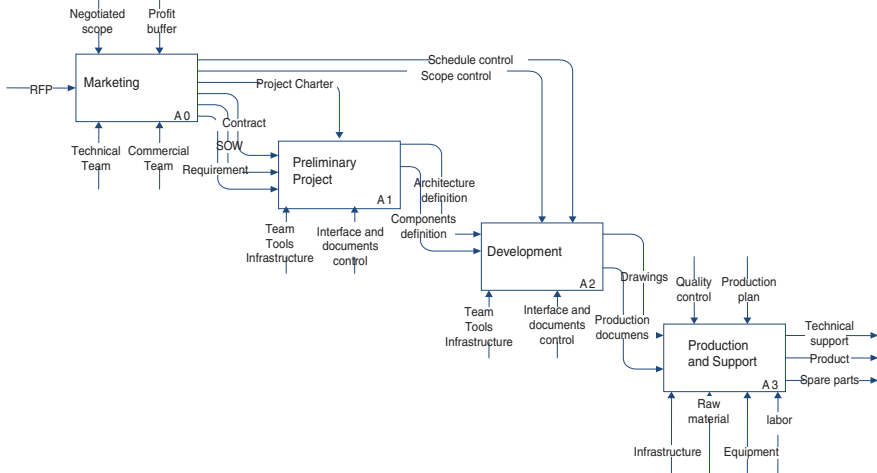 Negotiated
scope
Profit
buffer
Schedule control
Scope control
Marketing
Project Charter
RFP
A0
Contract
SOW
Technical
Team
Commercial
Team
Requirement
Preliminary
Project
A1
Architecture
definition
Components
definition
Team
Tools
Infrastructure
Interface and
documents
control
Development
A2
Drawings
Quality
control
Production
plan
Team
Tools
Infrastructure
Interface and
documents
control
Production
documens
Production
and Support
A3
Technical
support
Product
Spare parts
Raw
material
labor
Infrastructure
Equipment